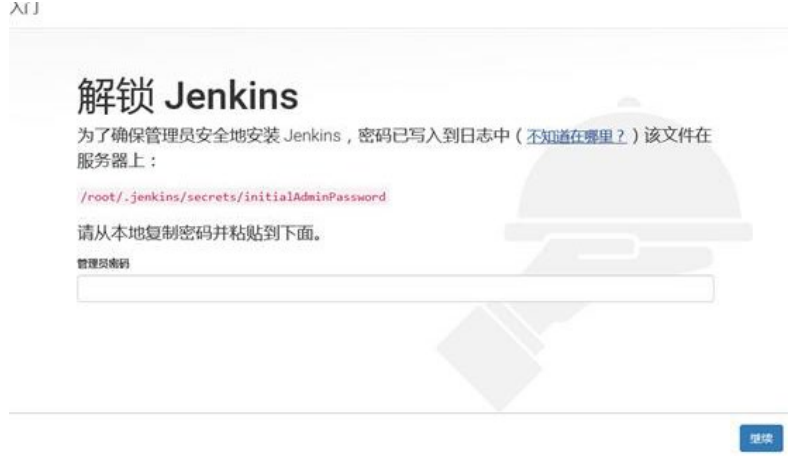 入门
解锁 Jenkins
为了确保管理员安全地安装 Jenkins，密码已写入到日志中（不知道在哪里？）该文件在
服务器上：
/root/.jenkins/secrets/initialAdminPassword
请从本地复制密码并粘贴到下面。
管理员密码
继续